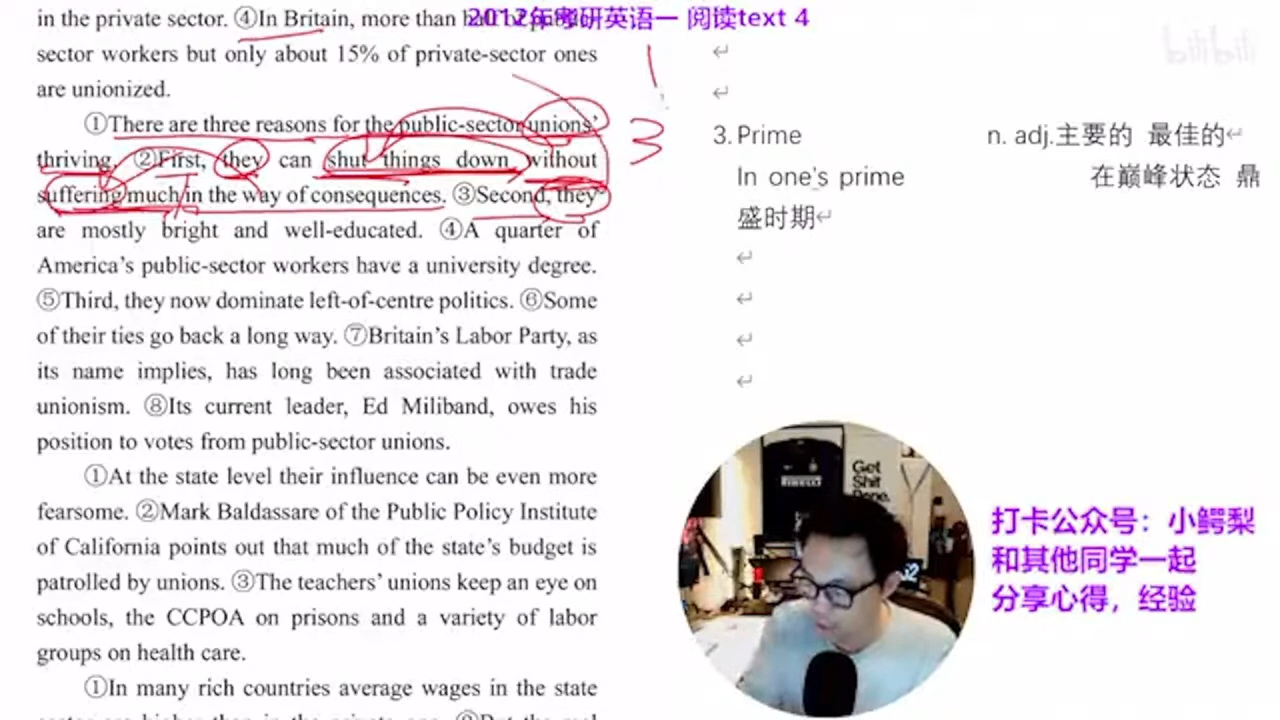 2012年考研英语一 阅读text 4
in the private sector. ④In Britain, more than
sector workers but only about 15% of private-sector ones
are unionized.
①There are three reasons for the public-sector unions'
thriving. ②First, they can shut things down without
suffering much in the way of consequences. ③Second, they
are mostly bright and well-educated. ④A quarter of
America's public-sector workers have a university degree.
⑤Third, they now dominate left-of-centre politics. ⑥Some
of their ties go back a long way. ⑦Britain's Labor Party, as
its name implies, has long been associated with trade
unionism. ⑧Its current leader, Ed Miliband, owes his
position to votes from public-sector unions.
①At the state level their influence can be even more
fearsome. ②Mark Baldassare of the Public Policy Institute
of California points out that much of the state's budget is
patrolled by unions. ③The teachers' unions keep an eye on
schools, the CCPOA on prisons and a variety of labor
groups on health care.
①In many rich countries average wages in the state
3
3. Prime n. adj.主要的 最佳的
In one's prime 在巅峰状态 鼎
盛时期
bilibili
PIRELLI
Get
Shit
Done.
打卡公众号：小鳄梨
和其他同学一起
分享心得，经验